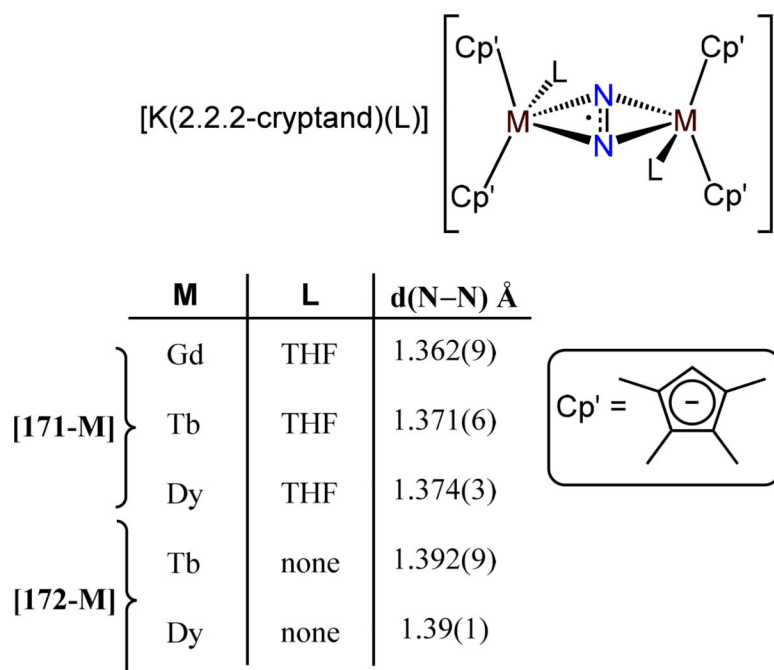 Cp' Cp'
L
N
[K(2.2.2-cryptand)(L)] M M
N
L
Cp' Cp'
M L d(N–N) Å
Gd THF 1.362(9)
[171-M] Tb THF 1.371(6)
Dy THF 1.374(3)
Tb none 1.392(9)
[172-M]
Dy none 1.39(1)
Cp' = –